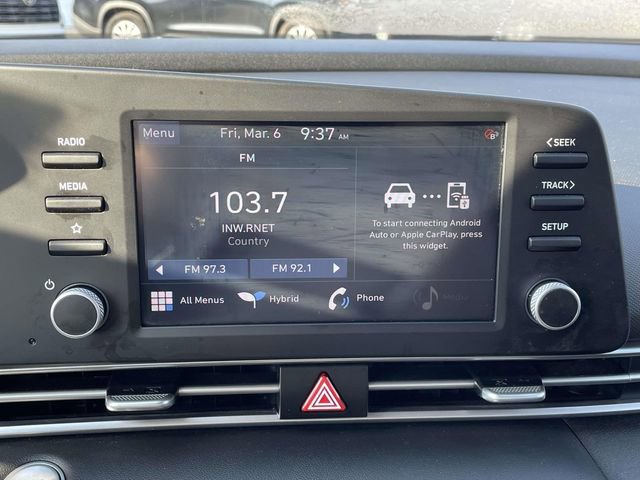 RADIO
MEDIA
Menu
Fri, Mar. 6 9:37 AM
FM
103.7
INW.RNET
Country
FM 97.3
FM 92.1
To start connecting Android
Auto or Apple CarPlay, press
this widget.
All Menus
Hybrid
Phone
Media
< SEEK
TRACK >
SETUP